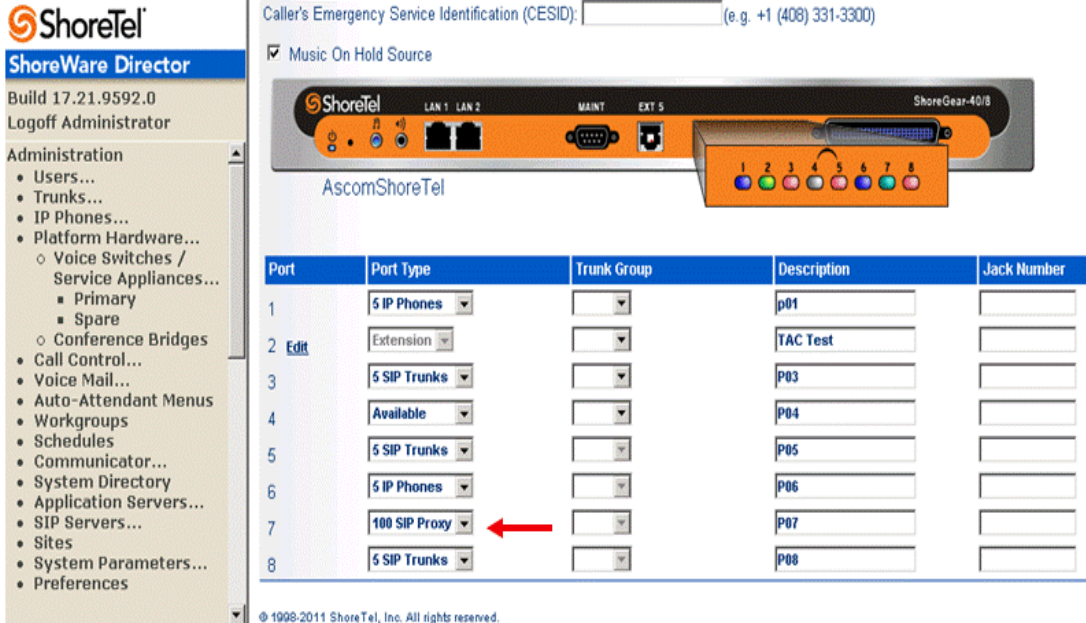 ShoreTel
ShoreWare Director
Build 17.21.9592.0
Logoff Administrator
Administration
• Users...
• Trunks...
• IP Phones...
• Platform Hardware...
○ Voice Switches /
Service Appliances...
▪ Primary
▪ Spare
○ Conference Bridges
• Call Control...
• Voice Mail...
• Auto-Attendant Menus
• Workgroups
• Schedules
• Communicator...
• System Directory
• Application Servers...
• SIP Servers...
• Sites
• System Parameters...
• Preferences
Caller's Emergency Service Identification (CESID): (e.g. +1 (408) 331-3300)
Music On Hold Source
ShoreTel LAN 1 LAN 2 MAINT EXT 5 ShoreGear-40/8
1 2 3 4 5 6 7 8
AscomShoreTel
Port Port Type Trunk Group Description Jack Number
1 5 IP Phones p01
2 Edit Extension TAC Test
3 5 SIP Trunks P03
4 Available P04
5 5 SIP Trunks P05
6 5 IP Phones P06
7 100 SIP Proxy P07
8 5 SIP Trunks P08
© 1998-2011 ShoreTel, Inc. All rights reserved.